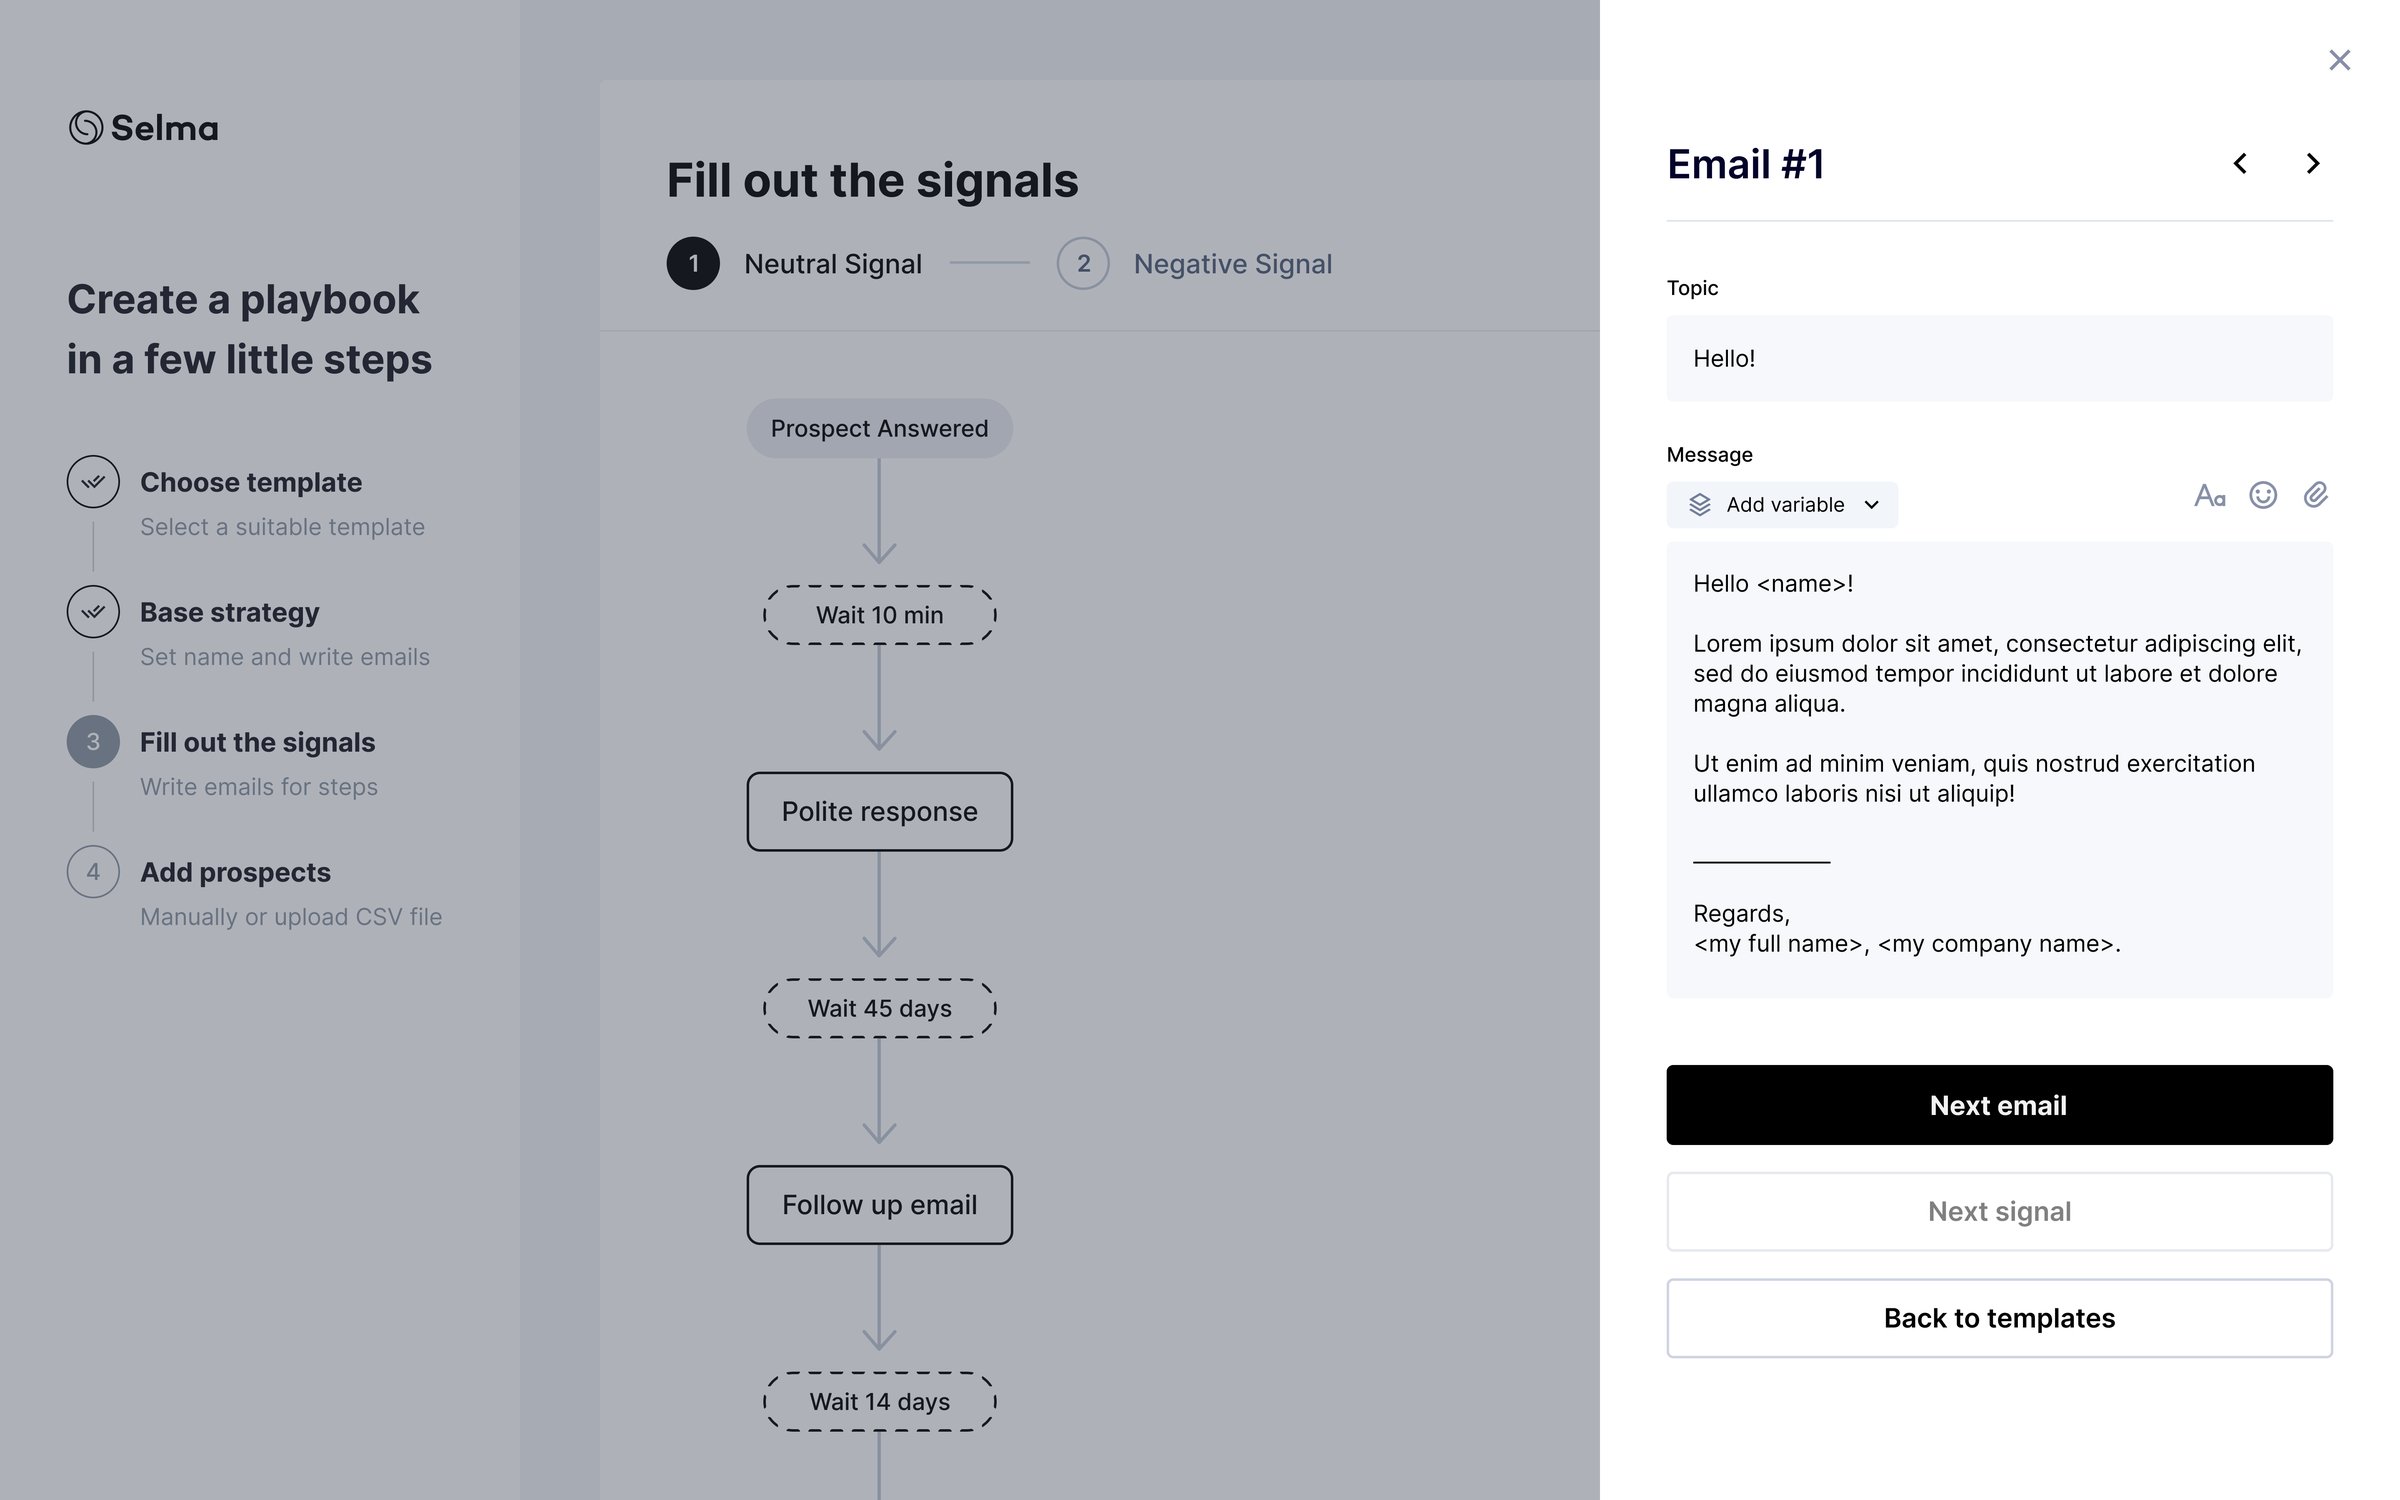 Selma
Create a playbook
in a few little steps
Choose template
Select a suitable template
Base strategy
Set name and write emails
3
Fill out the signals
Write emails for steps
4
Add prospects
Manually or upload CSV file
Fill out the signals
1 Neutral Signal 2 Negative Signal
Prospect Answered
Wait 10 min
Polite response
Wait 45 days
Follow up email
Wait 14 days
Email #1
Topic
Hello!
Message
Add variable
Aa
Hello <name>!
Lorem ipsum dolor sit amet, consectetur adipiscing elit,
sed do eiusmod tempor incididunt ut labore et dolore
magna aliqua.
Ut enim ad minim veniam, quis nostrud exercitation
ullamco laboris nisi ut aliquip!
Regards,
<my full name>, <my company name>.
Next email
Next signal
Back to templates